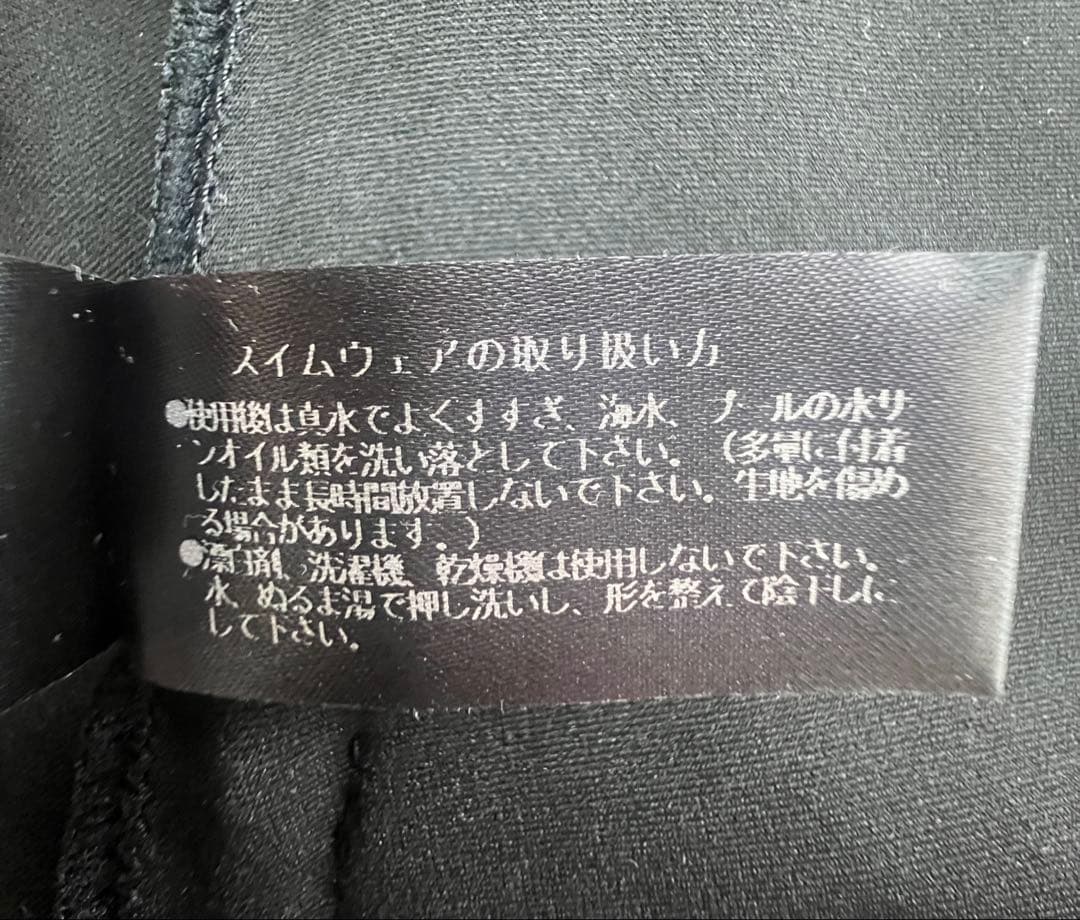 スイムウェアの取り扱い方
●使用後は真水でよくすすぎ、海水、プールの水サ
ンオイル類を洗い落として下さい。（多量に付着
したまま長時間放置しないで下さい。生地を傷め
る場合があります。）
●漂白剤、洗濯機、乾燥機は使用しないで下さい。
水、ぬるま湯で押し洗いし、形を整えて陰干しに
して下さい。